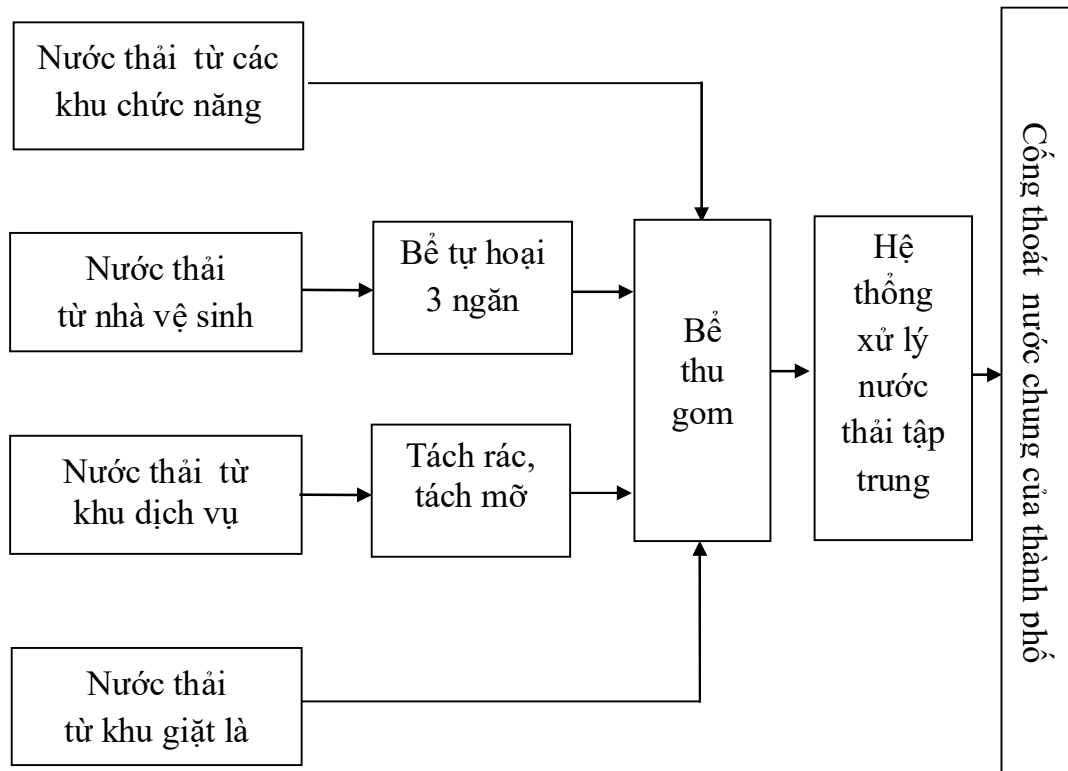 Nước thải từ các
khu chức năng
Nước thải
từ nhà vệ sinh
Bể tự hoại
3 ngăn
Nước thải từ
khu dịch vụ
Tách rác,
tách mỡ
Nước thải
từ khu giặt là
Bể
thu
gom
Hệ
thổng
xử lý
nước
thải tập
trung
Cống thoát nước chung của thành phố